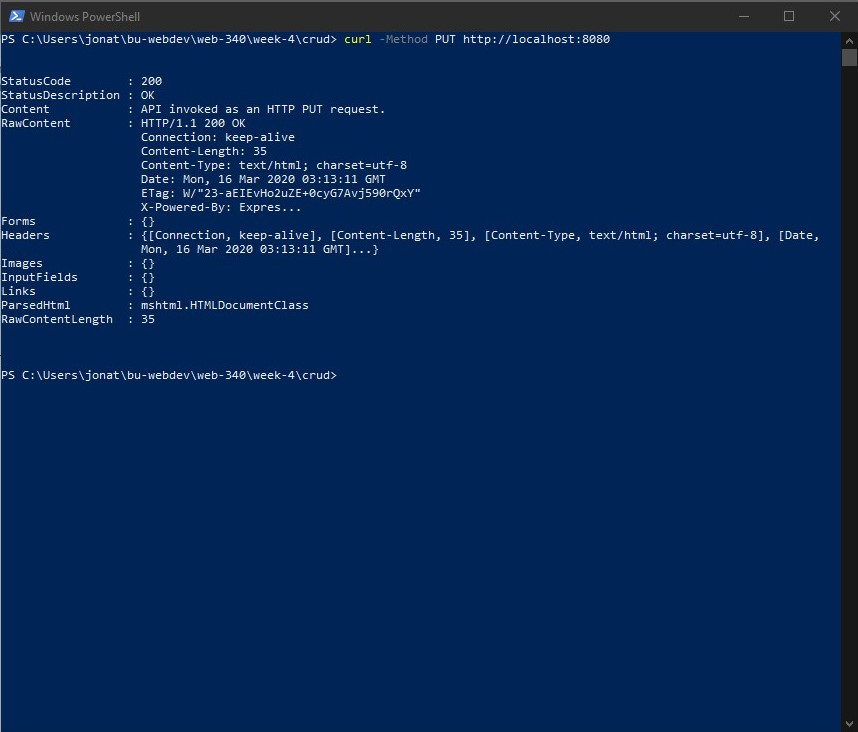 Windows PowerShell
PS C:\Users\jonat\bu-webdev\web-340\week-4\crud> curl -Method PUT http://localhost:8080
StatusCode        : 200
StatusDescription : OK
Content           : API invoked as an HTTP PUT request.
RawContent        : HTTP/1.1 200 OK
                    Connection: keep-alive
                    Content-Length: 35
                    Content-Type: text/html; charset=utf-8
                    Date: Mon, 16 Mar 2020 03:13:11 GMT
                    ETag: W/"23-aEIEvHo2uZE+0cyG7Avj590rQxY"
                    X-Powered-By: Expres...
Forms             : {}
Headers           : {[Connection, keep-alive], [Content-Length, 35], [Content-Type, text/html; charset=utf-8], [Date,
                    Mon, 16 Mar 2020 03:13:11 GMT]...}
Images            : {}
InputFields       : {}
Links             : {}
ParsedHtml        : mshtml.HTMLDocumentClass
RawContentLength  : 35
PS C:\Users\jonat\bu-webdev\web-340\week-4\crud>